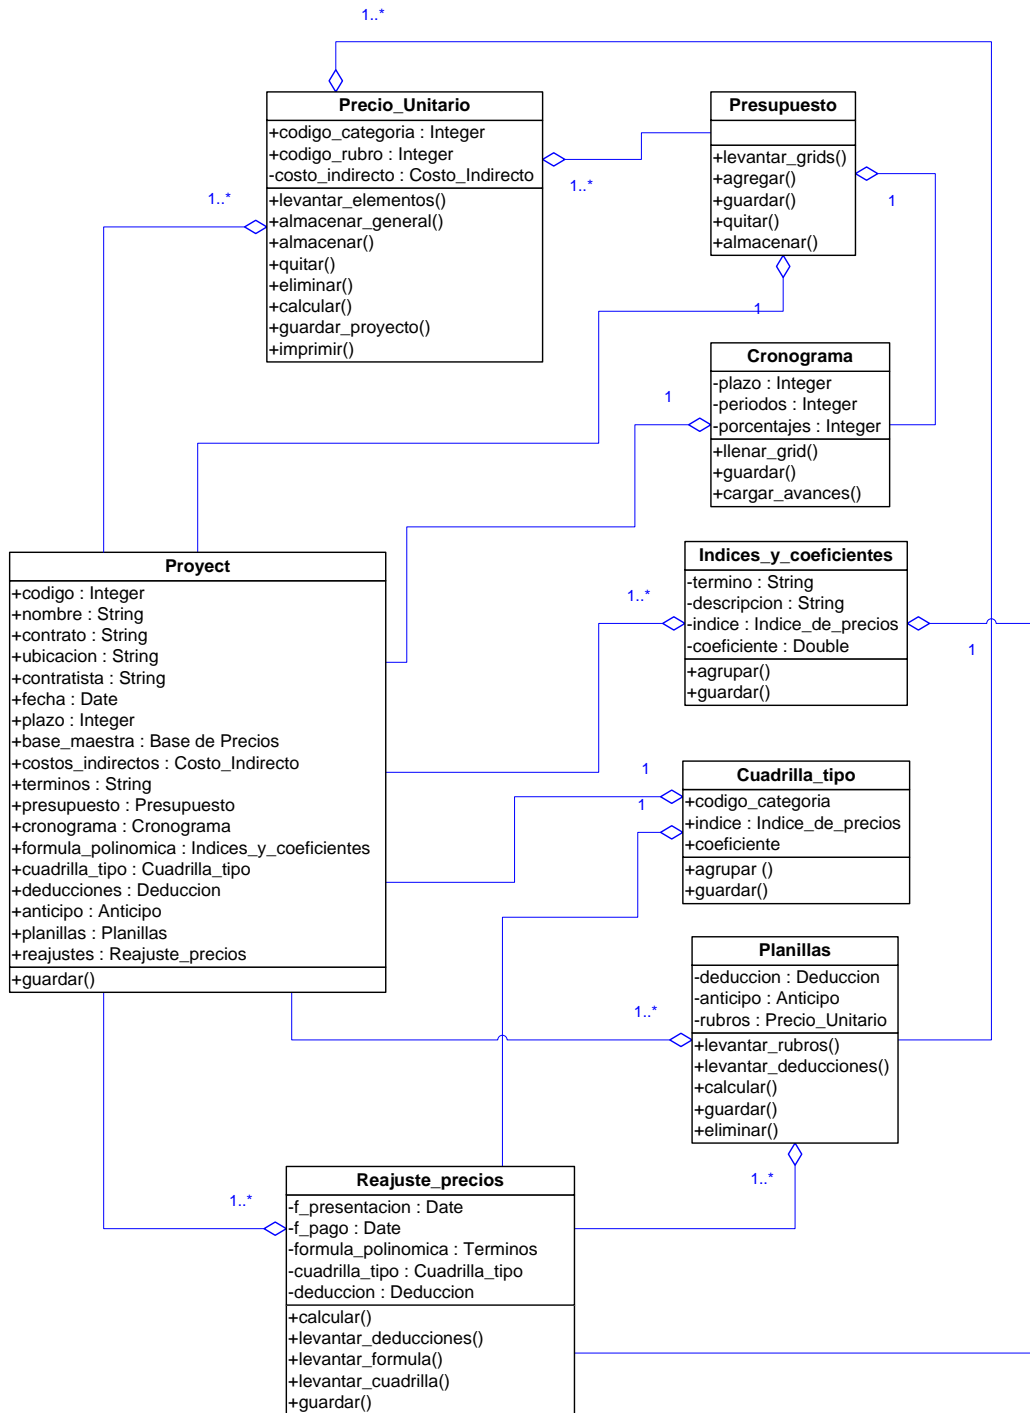 1..*
Precio_Unitario
+codigo_categoria : Integer
+codigo_rubro : Integer
-costo_indirecto : Costo_Indirecto
+levantar_elementos()
+almacenar_general()
+almacenar()
+quitar()
+eliminar()
+calcular()
+guardar_proyecto()
+imprimir()
1..*
1..*
Presupuesto
+levantar_grids()
+agregar()
+guardar()
+quitar()
+almacenar()
1
1
Cronograma
-plazo : Integer
-periodos : Integer
-porcentajes : Integer
+llenar_grid()
+guardar()
+cargar_avances()
1
Proyect
+codigo : Integer
+nombre : String
+contrato : String
+ubicacion : String
+contratista : String
+fecha : Date
+plazo : Integer
+base_maestra : Base de Precios
+costos_indirectos : Costo_Indirecto
+terminos : String
+presupuesto : Presupuesto
+cronograma : Cronograma
+formula_polinomica : Indices_y_coeficientes
+cuadrilla_tipo : Cuadrilla_tipo
+deducciones : Deduccion
+anticipo : Anticipo
+planillas : Planillas
+reajustes : Reajuste_precios
+guardar()
Indices_y_coeficientes
-termino : String
-descripcion : String
-indice : Indice_de_precios
-coeficiente : Double
+agrupar()
+guardar()
1..*
1
Cuadrilla_tipo
+codigo_categoria
+indice : Indice_de_precios
+coeficiente
+agrupar ()
+guardar()
1
1
Planillas
-deduccion : Deduccion
-anticipo : Anticipo
-rubros : Precio_Unitario
+levantar_rubros()
+levantar_deducciones()
+calcular()
+guardar()
+eliminar()
1..*
1..*
Reajuste_precios
-f_presentacion : Date
-f_pago : Date
-formula_polinomica : Terminos
-cuadrilla_tipo : Cuadrilla_tipo
-deduccion : Deduccion
+calcular()
+levantar_deducciones()
+levantar_formula()
+levantar_cuadrilla()
+guardar()
1..*